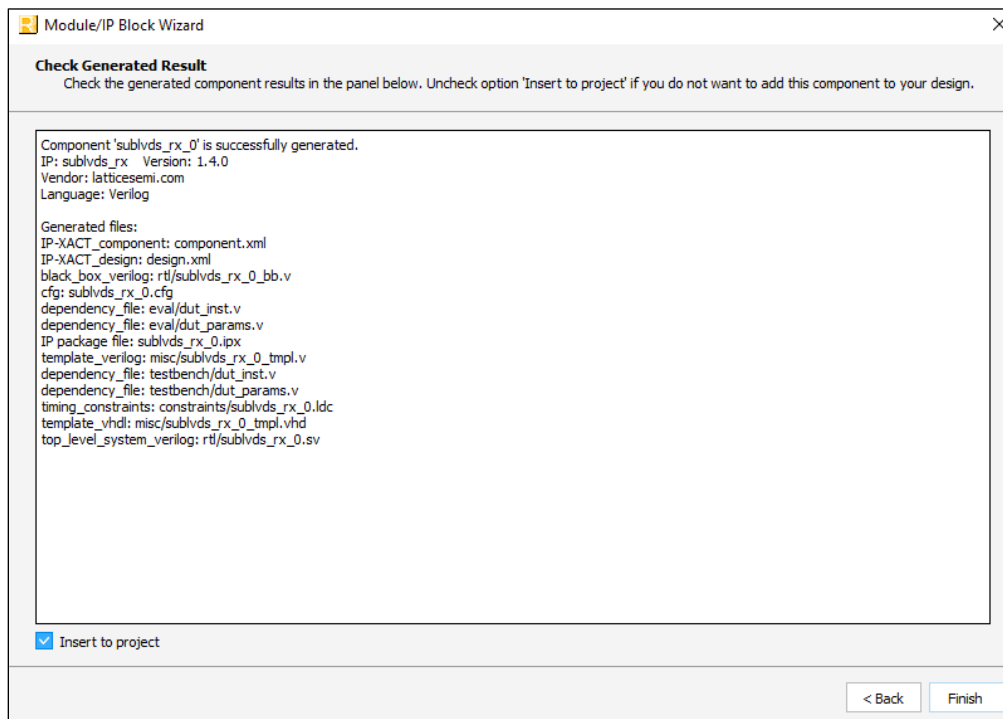 Module/IP Block Wizard
Check Generated Result
Check the generated component results in the panel below. Uncheck option 'Insert to project' if you do not want to add this component to your design.
Component 'sublvds_rx_0' is successfully generated.
IP: sublvds_rx    Version: 1.4.0
Vendor: latticesemi.com
Language: Verilog
Generated files:
IP-XACT_component: component.xml
IP-XACT_design: design.xml
black_box_verilog: rtl/sublvds_rx_0_bb.v
cfg: sublvds_rx_0.cfg
dependency_file: eval/dut_inst.v
dependency_file: eval/dut_params.v
IP package file: sublvds_rx_0.ipx
template_verilog: misc/sublvds_rx_0_tmpl.v
dependency_file: testbench/dut_inst.v
dependency_file: testbench/dut_params.v
timing_constraints: constraints/sublvds_rx_0.ldc
template_vhdl: misc/sublvds_rx_0_tmpl.vhd
top_level_system_verilog: rtl/sublvds_rx_0.sv
Insert to project
< Back    Finish